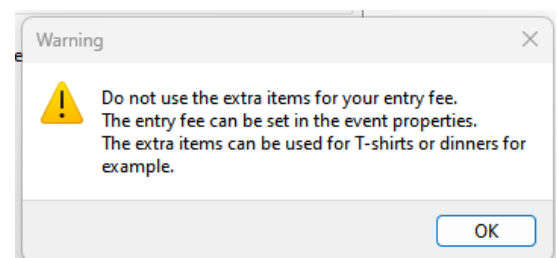 Warning
e
Do not use the extra items for your entry fee.
The entry fee can be set in the event properties.
The extra items can be used for T-shirts or dinners for
example.
OK